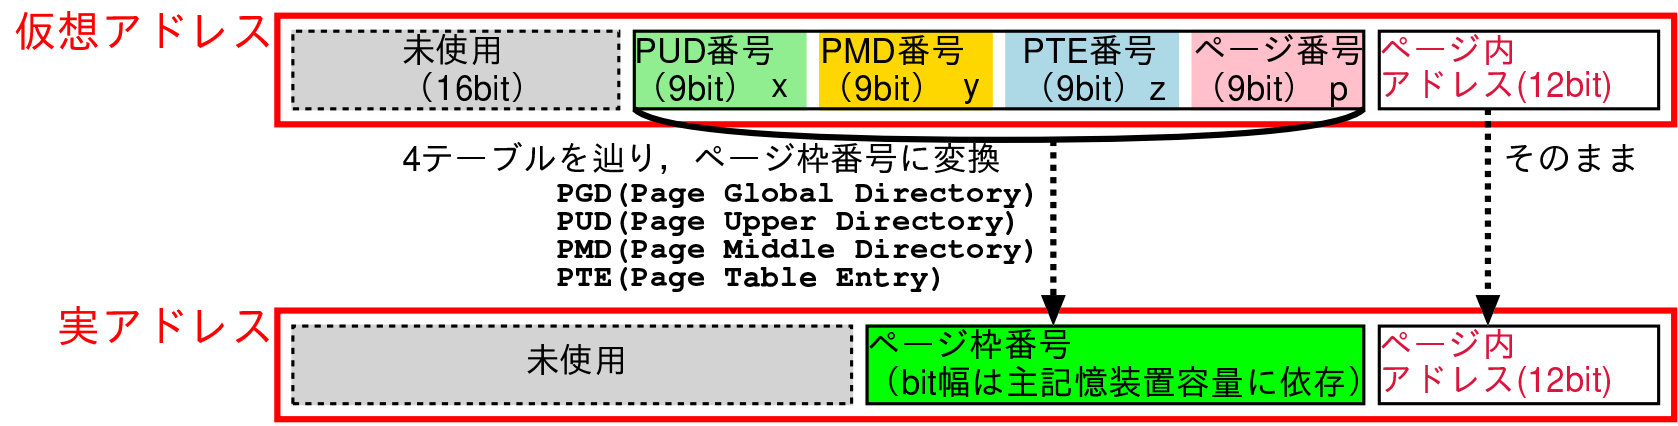 仮想アドレス
未使用
（16bit）
PUD番号
（9bit） x
PMD番号
（9bit） y
PTE番号
（9bit） z
ページ番号
（9bit） p
ページ内
アドレス(12bit)
4テーブルを辿り，ページ枠番号に変換
PGD(Page Global Directory)
PUD(Page Upper Directory)
PMD(Page Middle Directory)
PTE(Page Table Entry)
そのまま
実アドレス
未使用
ページ枠番号
（bit幅は主記憶装置容量に依存）
ページ内
アドレス(12bit)